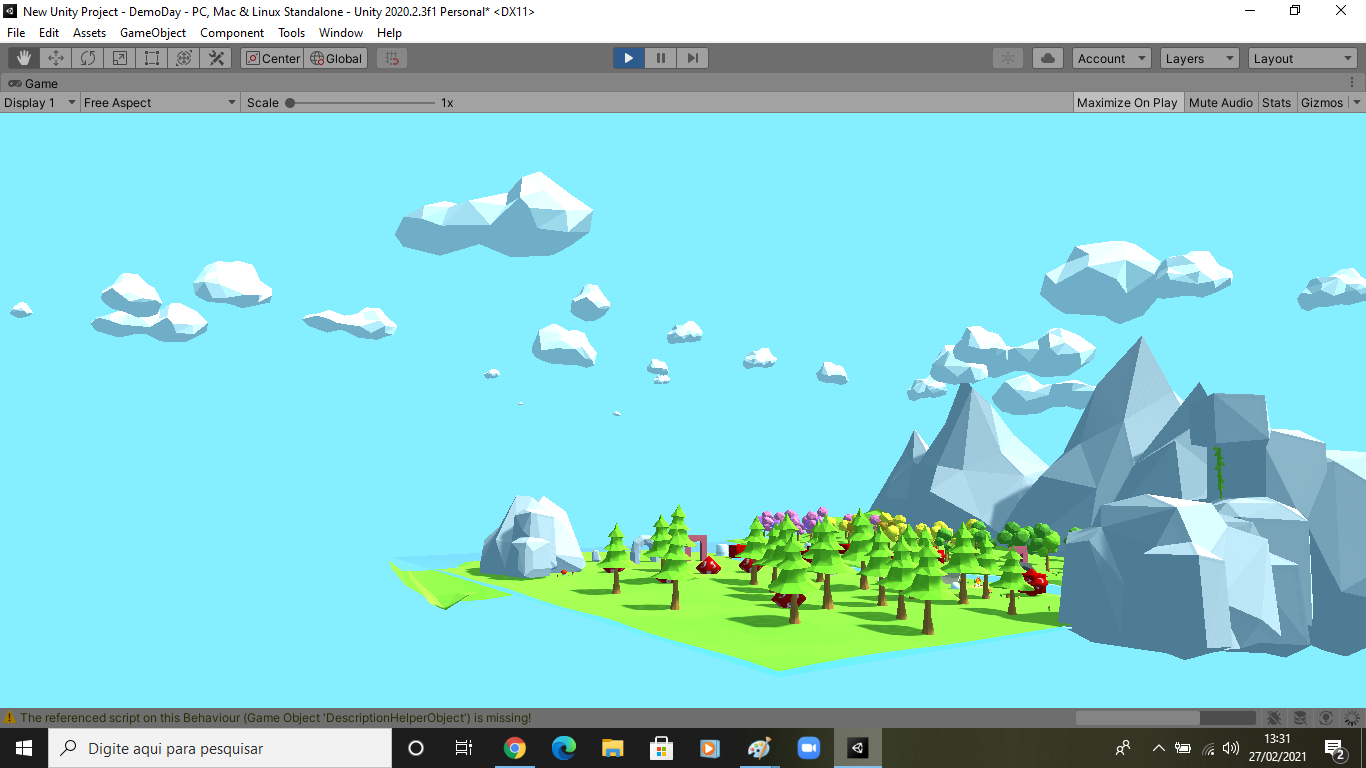 New Unity Project - DemoDay - PC, Mac & Linux Standalone - Unity 2020.2.3f1 Personal* <DX11>
File Edit Assets GameObject Component Tools Window Help
Center Global Account Layers Layout
Game
Display 1 Free Aspect Scale 1x Maximize On Play Mute Audio Stats Gizmos
The referenced script on this Behaviour (Game Object 'DescriptionHelperObject') is missing!
Digite aqui para pesquisar
13:31
27/02/2021
2